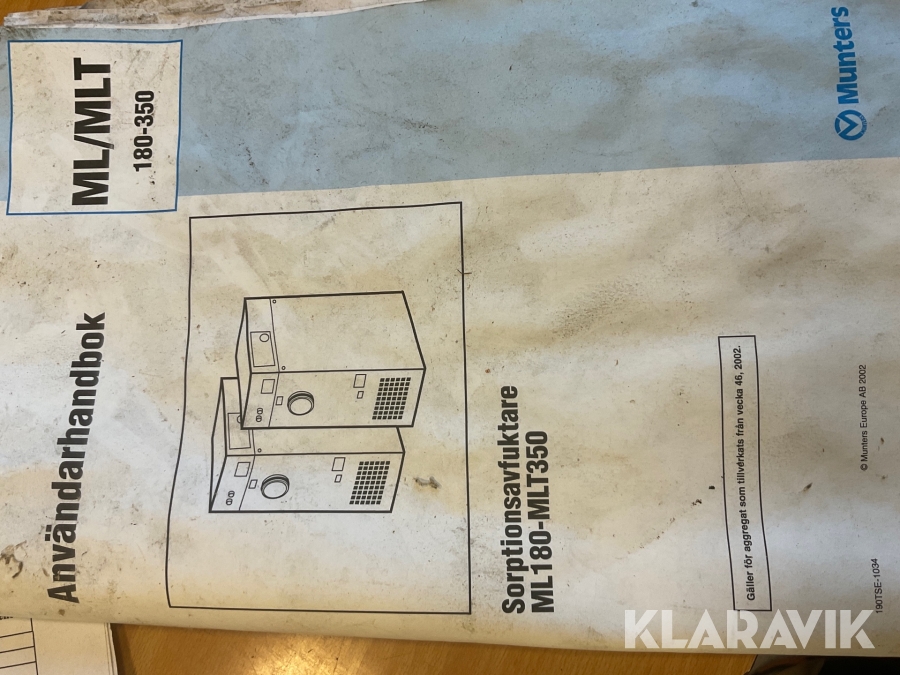 ML/MLT
180-350
Munters
Användarhandbok
Sorptionsavfuktare
ML180-MLT350
Gäller för aggregat som tillverkats från vecka 46, 2002.
© Munters Europe AB 2002
190TSE-1034
KLARAVIK